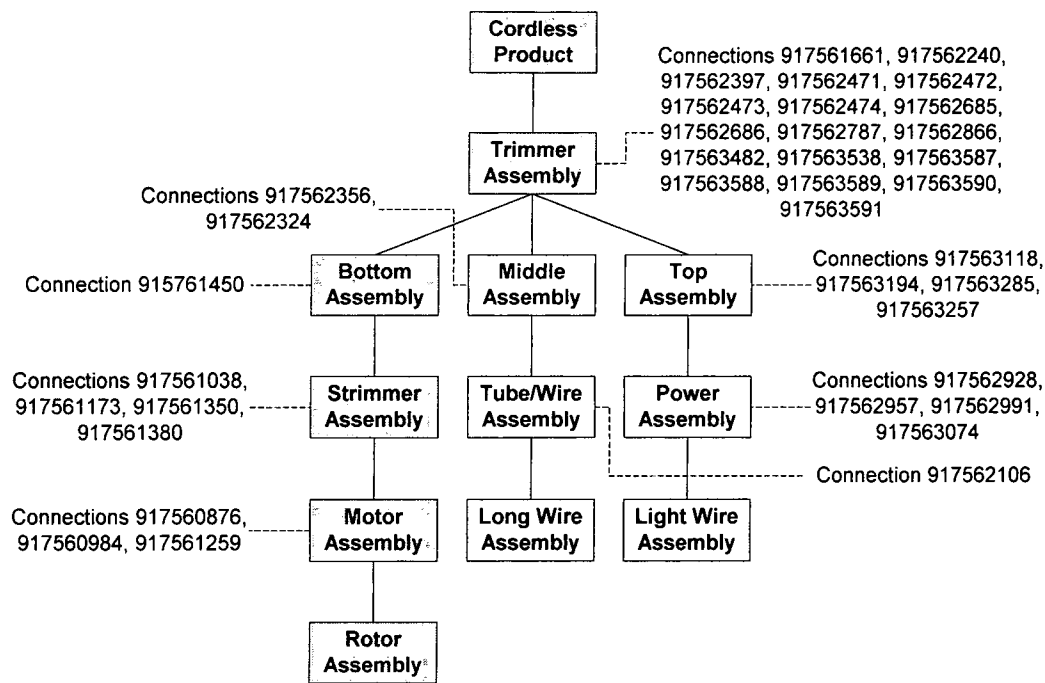 Cordless
Product
Connections 917561661, 917562240,
917562397, 917562471, 917562472,
917562473, 917562474, 917562685,
917562686, 917562787, 917562866,
917563482, 917563538, 917563587,
917563588, 917563589, 917563590,
917563591
Trimmer
Assembly
Connections 917562356,
917562324
Connection 915761450
Bottom
Assembly
Middle
Assembly
Top
Assembly
Connections 917563118,
917563194, 917563285,
917563257
Connections 917561038,
917561173, 917561350,
917561380
Strimmer
Assembly
Tube/Wire
Assembly
Power
Assembly
Connections 917562928,
917562957, 917562991,
917563074
Connection 917562106
Connections 917560876,
917560984, 917561259
Motor
Assembly
Long Wire
Assembly
Light Wire
Assembly
Rotor
Assembly